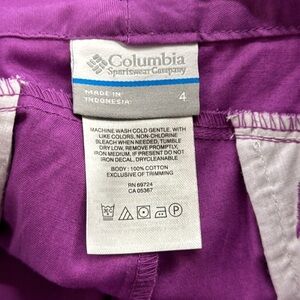 Columbia
Sportswear Company
MADE IN
INDONESIA
4
MACHINE WASH COLD GENTLE, WITH
LIKE COLORS, NON-CHLORINE
BLEACH WHEN NEEDED, TUMBLE
DRY LOW, REMOVE PROMPTLY,
IRON MEDIUM, IF PRESENT DO NOT
IRON DECAL, DRYCLEANABLE
BODY : 100% COTTON
EXCLUSIVE OF TRIMMING
RN 69724
CA 05367